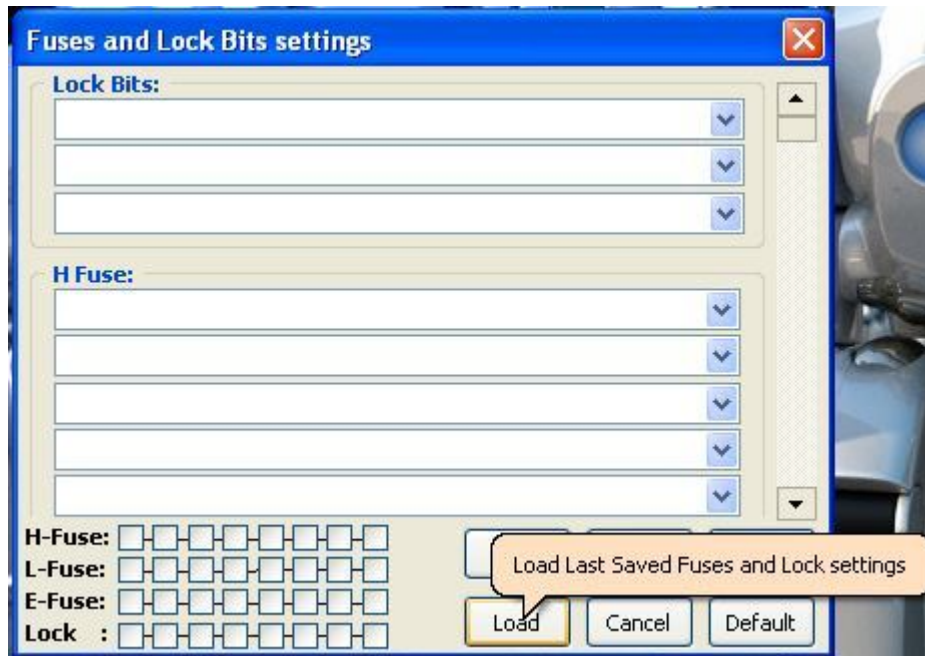 Fuses and Lock Bits settings
Lock Bits:
H Fuse:
H-Fuse:
L-Fuse:
E-Fuse:
Lock :
Load Last Saved Fuses and Lock settings
Load
Cancel
Default